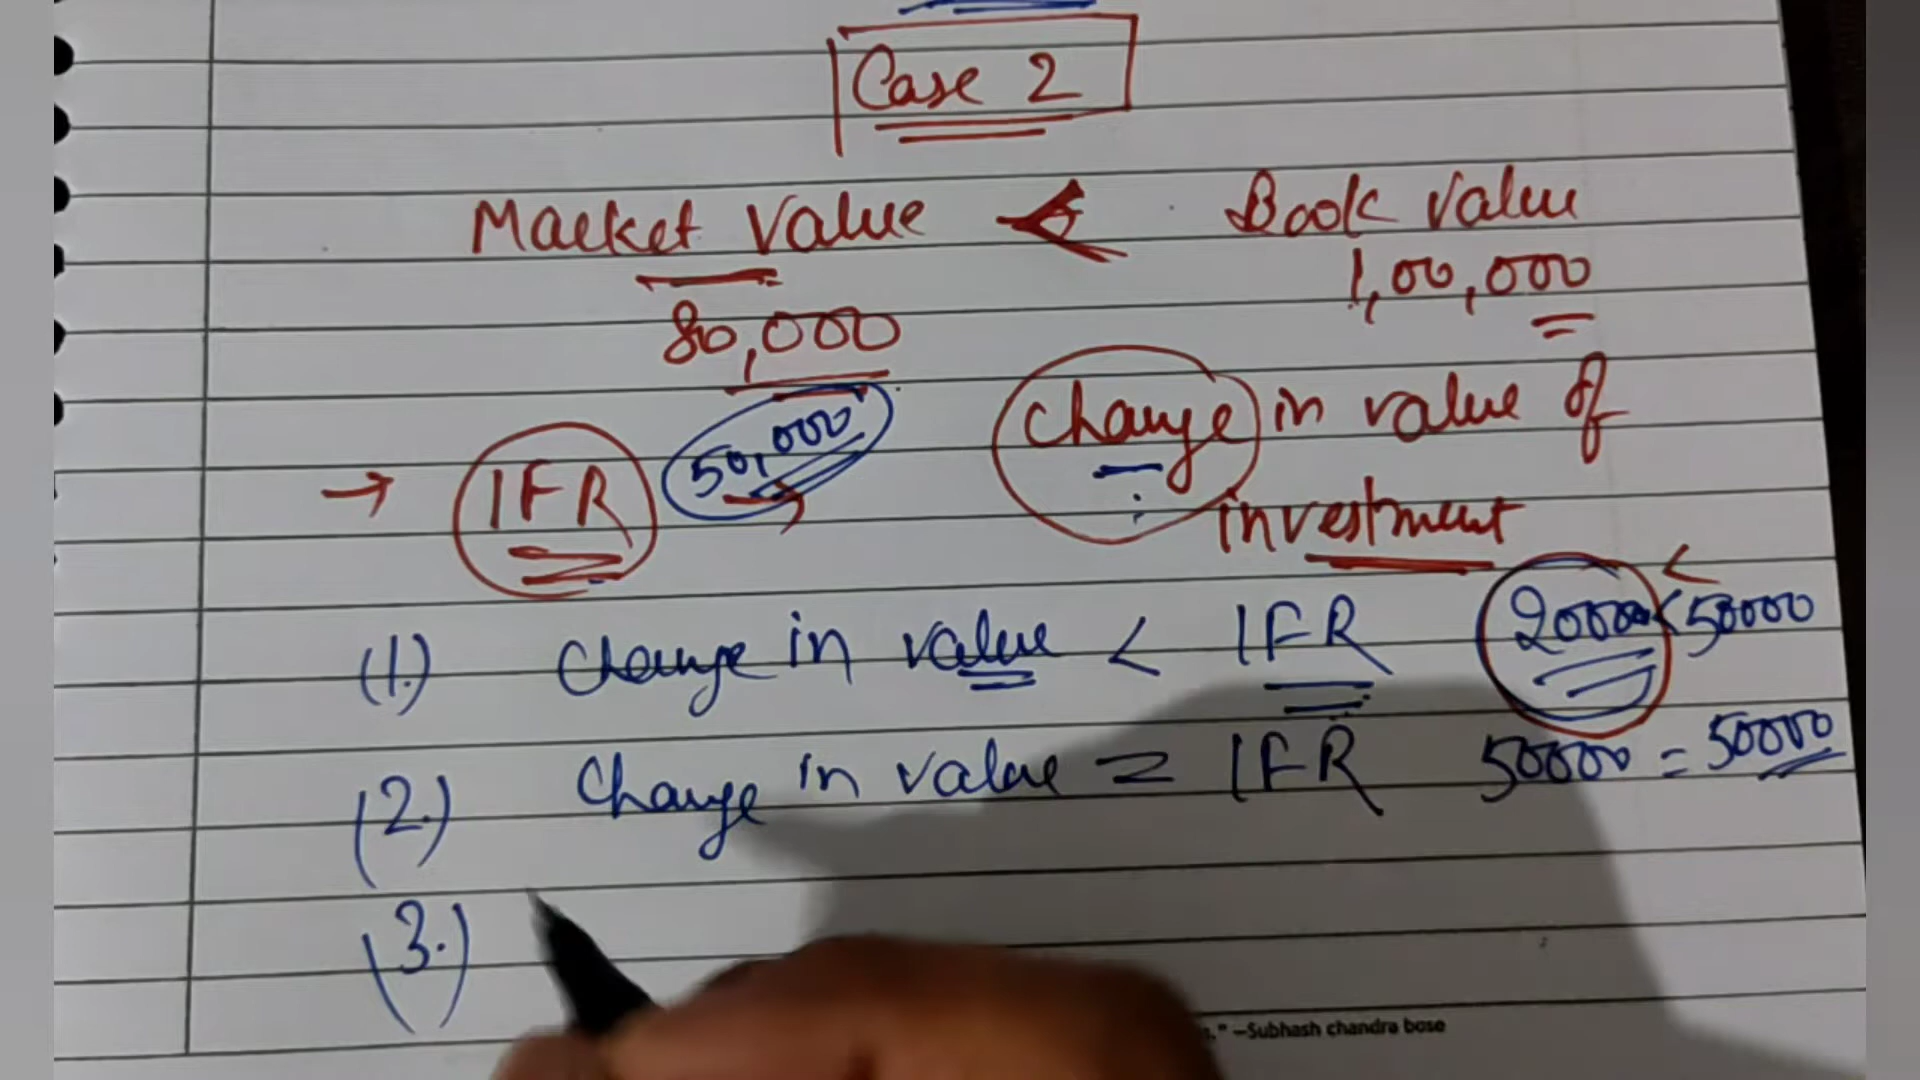 Case 2
Market Value < Book Value
80,000 1,00,000
→ IFR 50,000 change in value of
investment
(1.) Change in value < IFR 20000 < 50000
<
(2.) Change in value = IFR 50000 = 50000
(3.)
." –Subhash chandra bose